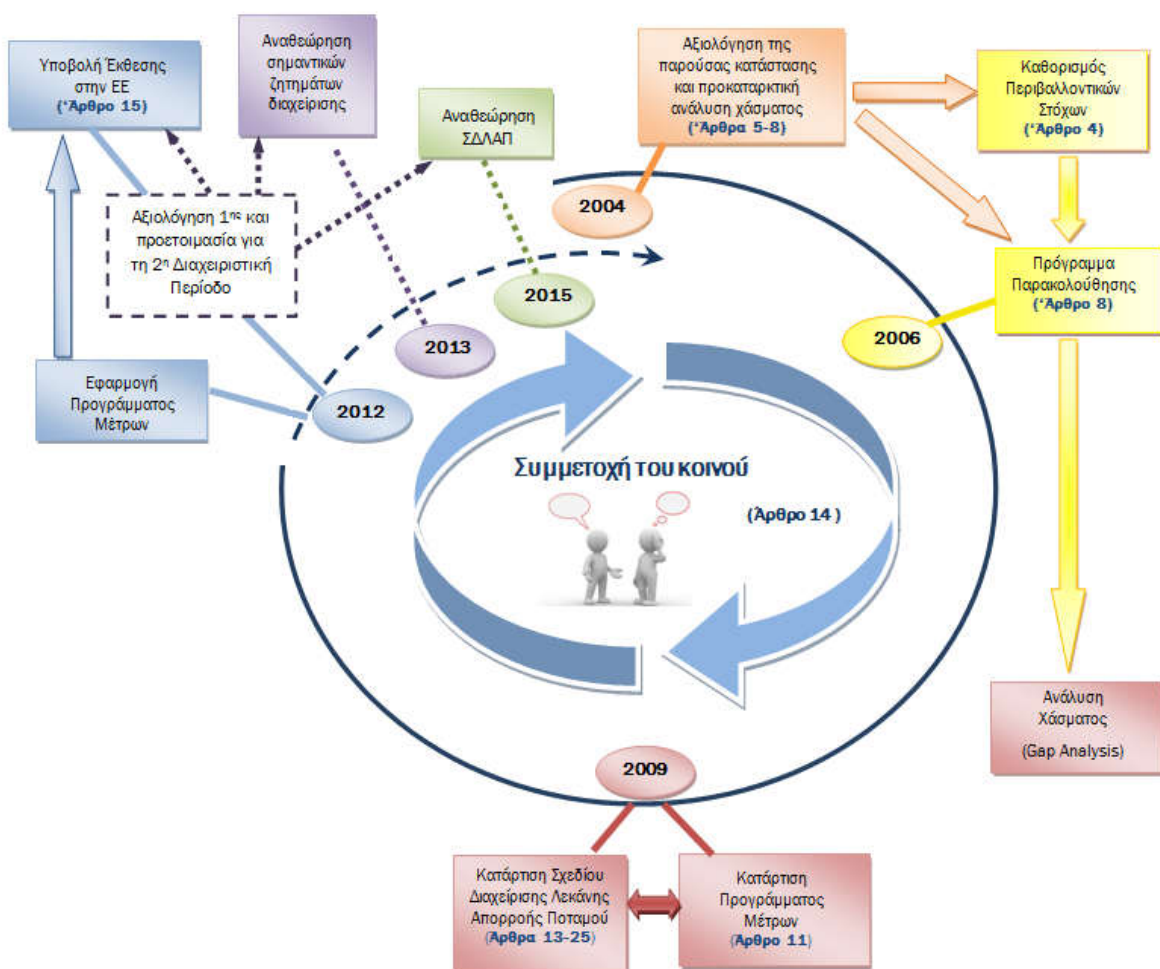 Υποβολή Έκθεσης
στην ΕΕ
(‘Άρθρο 15)
Αναθεώρηση
σημαντικών
ζητημάτων
διαχείρισης
Αναθεώρηση
ΣΔΛΑΠ
Αξιολόγηση της
παρούσας κατάστασης
και προκαταρκτική
ανάλυση χάσματος
(‘Άρθρα 5-8)
Καθορισμός
Περιβαλλοντικών
Στόχων
(‘Άρθρο 4)
Αξιολόγηση 1ης και
προετοιμασία για
τη 2η Διαχειριστική
Περίοδο
2004
2015
2013
2012
2006
Πρόγραμμα
Παρακολούθησης
(‘Άρθρο 8)
Εφαρμογή
Προγράμματος
Μέτρων
Συμμετοχή του κοινού
(Άρθρο 14 )
Ανάλυση
Χάσματος
(Gap Analysis)
2009
Κατάρτιση Σχεδίου
Διαχείρισης Λεκάνης
Απορροής Ποταμού
(Άρθρα 13-25)
Κατάρτιση
Προγράμματος
Μέτρων
(Άρθρο 11)